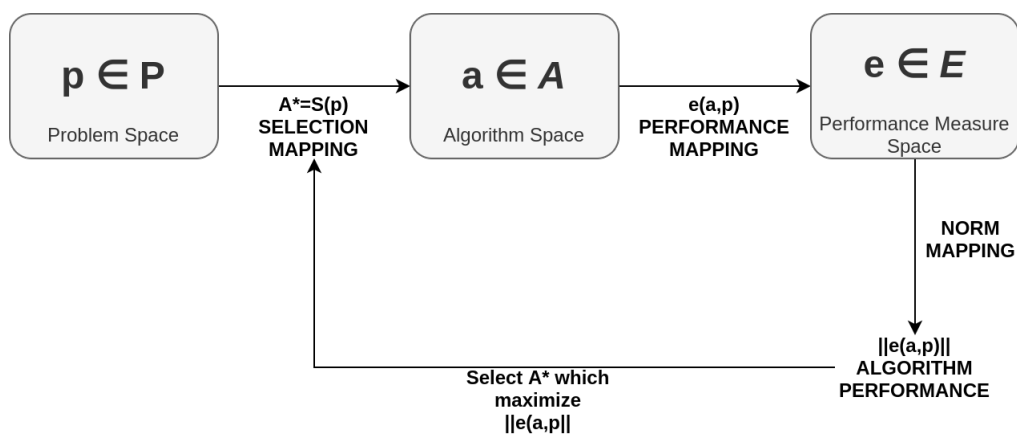 p ∈ P
Problem Space
A*=S(p)
SELECTION
MAPPING
a ∈ A
Algorithm Space
e(a,p)
PERFORMANCE
MAPPING
e ∈ E
Performance Measure
Space
NORM
MAPPING
||e(a,p)||
ALGORITHM
PERFORMANCE
Select A* which
maximize
||e(a,p||